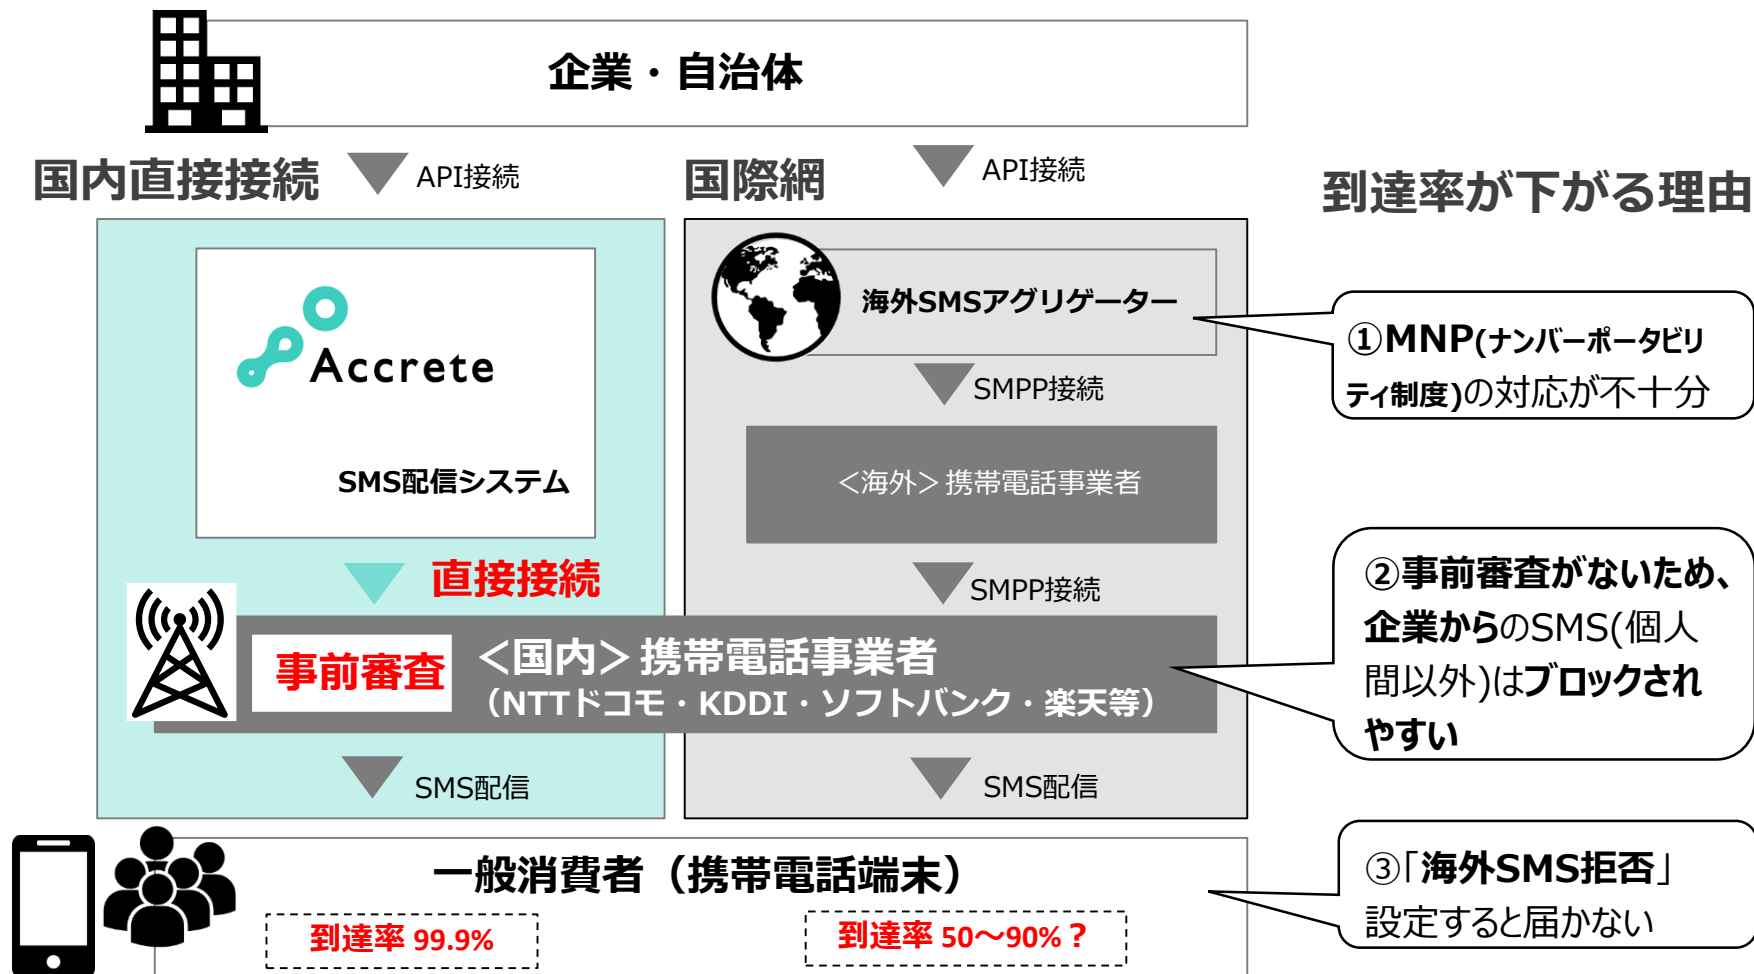 企業・自治体
国内直接接続
API接続
国際網
API接続
到達率が下がる理由
Accrete
SMS配信システム
海外SMSアグリゲーター
SMPP接続
＜海外＞携帯電話事業者
SMPP接続
直接接続
事前審査
＜国内＞携帯電話事業者
（NTTドコモ・KDDI・ソフトバンク・楽天等）
SMS配信
SMS配信
①MNP(ナンバーポータビリ
ティ制度)の対応が不十分
②事前審査がないため、
企業からのSMS(個人
間以外)はブロックされ
やすい
③「海外SMS拒否」
設定すると届かない
一般消費者（携帯電話端末）
到達率 99.9%
到達率 50～90%？